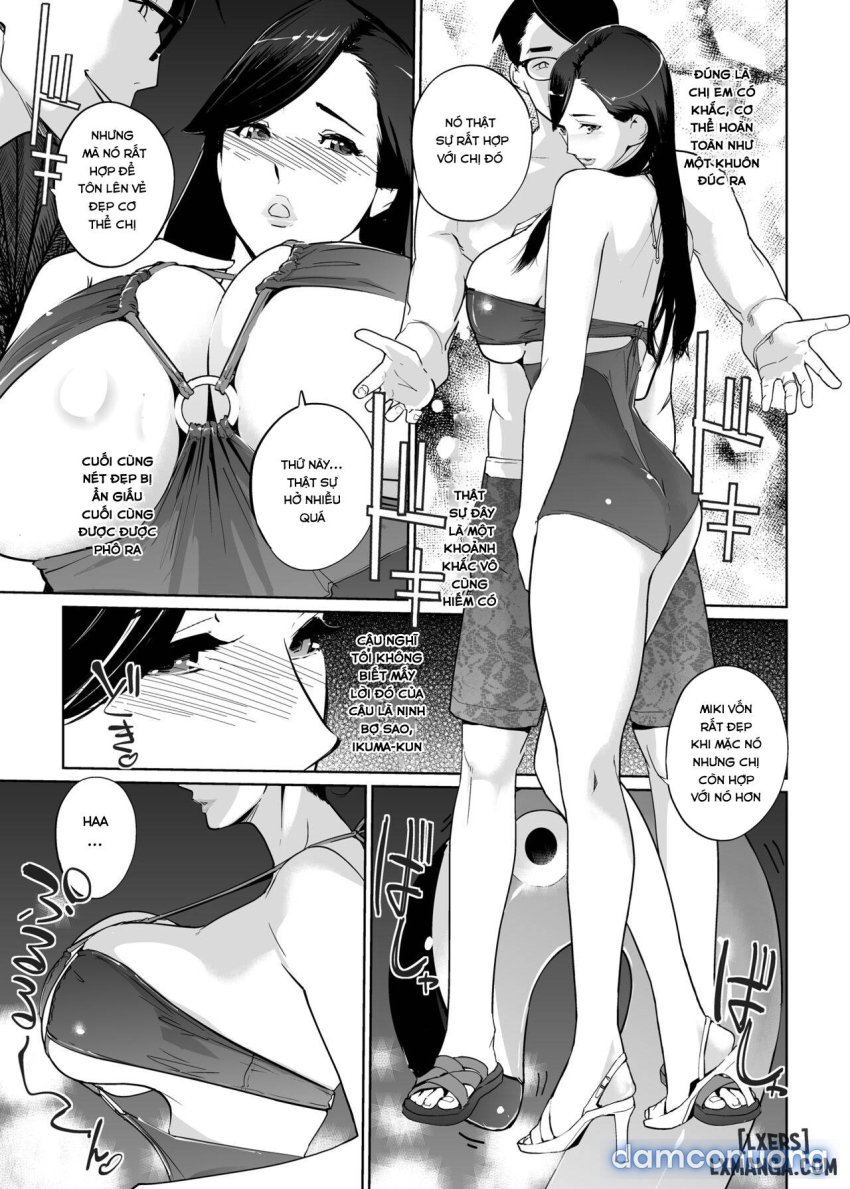 ĐÚNG LÀ
CHỊ EM CÓ
KHÁC, CƠ
THỂ HOÀN
TOÀN NHƯ
MỘT KHUÔN
ĐÚC RA
NÓ THẬT
SỰ RẤT HỢP
VỚI CHỊ ĐÓ
THẬT
SỰ ĐÂY
LÀ MỘT
KHOẢNH
KHẮC VÔ
CÙNG
HIẾM CÓ
MIKI VỐN
RẤT ĐẸP
KHI MẶC NÓ
NHƯNG CHỊ
CÒN HỢP
VỚI NÓ HƠN
NHƯNG
MÀ NÓ RẤT
HỢP ĐỂ
TÔN LÊN VẺ
ĐẸP CƠ
THỂ CHỊ
THỨ NÀY...
THẬT SỰ
HỞ NHIỀU
QUÁ
CUỐI CÙNG
NÉT ĐẸP BỊ
ẨN GIẤU
CUỐI CÙNG
ĐƯỢC ĐƯỢC
PHÔ RA
CẬU NGHĨ
TÔI KHÔNG
BIẾT MẤY
LỜI ĐÓ CỦA
CẬU LÀ NỊNH
BỢ SAO,
IKUMA-KUN
HAA
...
[LXERS]
LXMANGA.COM